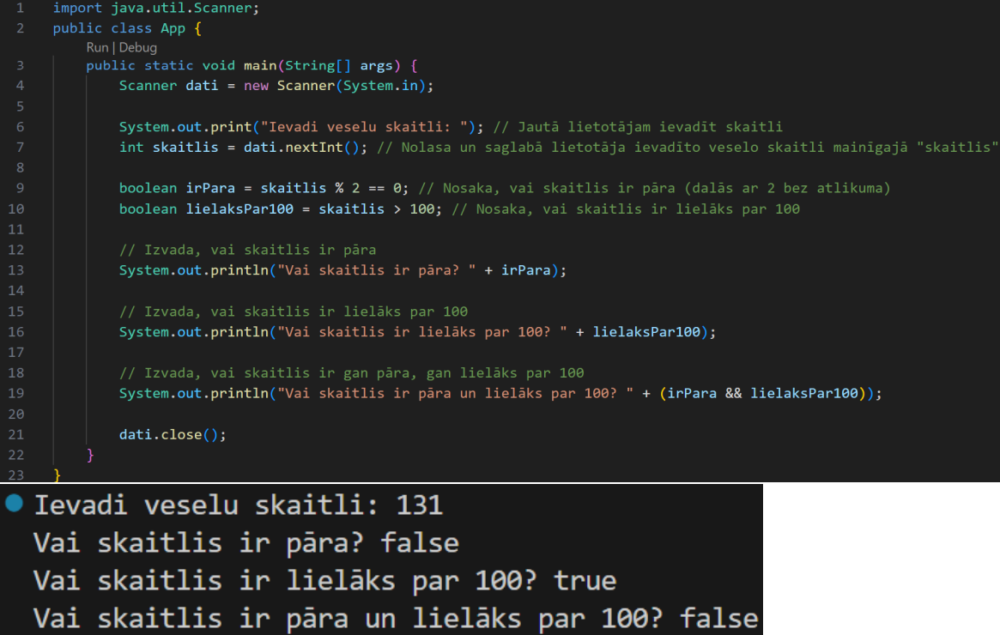 1 import java.util.Scanner;
2 public class App {
Run | Debug
3 public static void main(String[] args) {
4 Scanner dati = new Scanner(System.in);
5
6 System.out.print("Ievadi veselu skaitli: "); // Jautā lietotājam ievadīt skaitli
7 int skaitlis = dati.nextInt(); // Nolasa un saglabā lietotāja ievadīto veselo skaitli mainīgajā "skaitlis"
8
9 boolean irPara = skaitlis % 2 == 0; // Nosaka, vai skaitlis ir pāra (dalās ar 2 bez atlikuma)
10 boolean lielaksPar100 = skaitlis > 100; // Nosaka, vai skaitlis ir lielāks par 100
11
12 // Izvada, vai skaitlis ir pāra
13 System.out.println("Vai skaitlis ir pāra? " + irPara);
14
15 // Izvada, vai skaitlis ir lielāks par 100
16 System.out.println("Vai skaitlis ir lielāks par 100? " + lielaksPar100);
17
18 // Izvada, vai skaitlis ir gan pāra, gan lielāks par 100
19 System.out.println("Vai skaitlis ir pāra un lielāks par 100? " + (irPara && lielaksPar100));
20
21 dati.close();
22 }
23 }
Ievadi veselu skaitli: 131
Vai skaitlis ir pāra? false
Vai skaitlis ir lielāks par 100? true
Vai skaitlis ir pāra un lielāks par 100? false